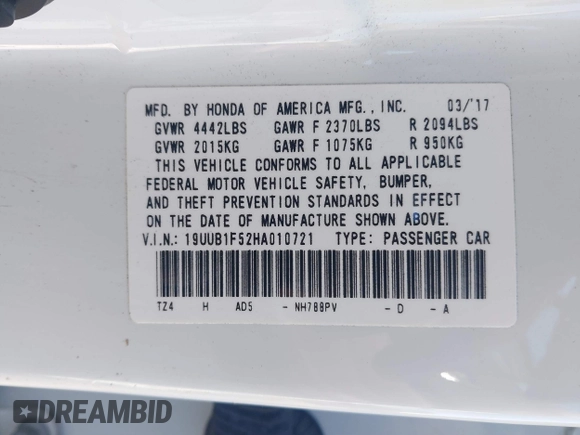 MFD. BY HONDA OF AMERICA MFG., INC. 03/'17
GVWR 4442LBS GAWR F 2370LBS R 2094LBS
GVWR 2015KG GAWR F 1075KG R 950KG
THIS VEHICLE CONFORMS TO ALL APPLICABLE
FEDERAL MOTOR VEHICLE SAFETY, BUMPER,
AND THEFT PREVENTION STANDARDS IN EFFECT
ON THE DATE OF MANUFACTURE SHOWN ABOVE.
V.I.N.: 19UUB1F52HA010721 TYPE: PASSENGER CAR
TZ4 H AD5 - NH788PV - D - A
DREAMBID